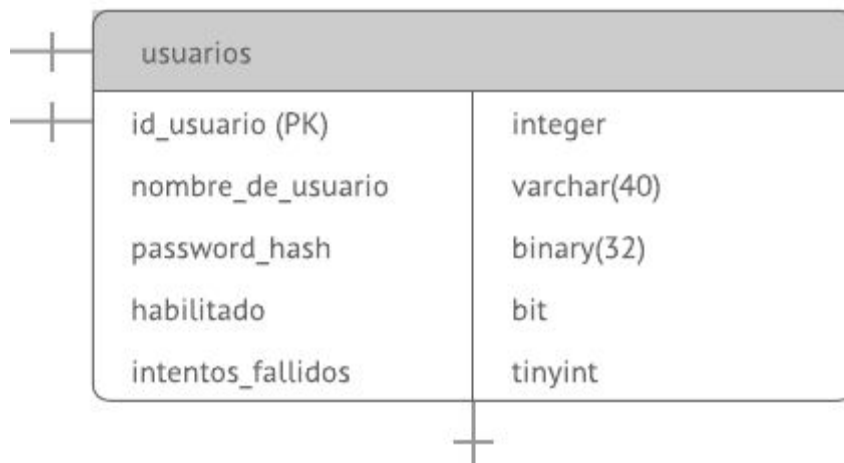 usuarios
id_usuario (PK) integer
nombre_de_usuario varchar(40)
password_hash binary(32)
habilitado bit
intentos_fallidos tinyint